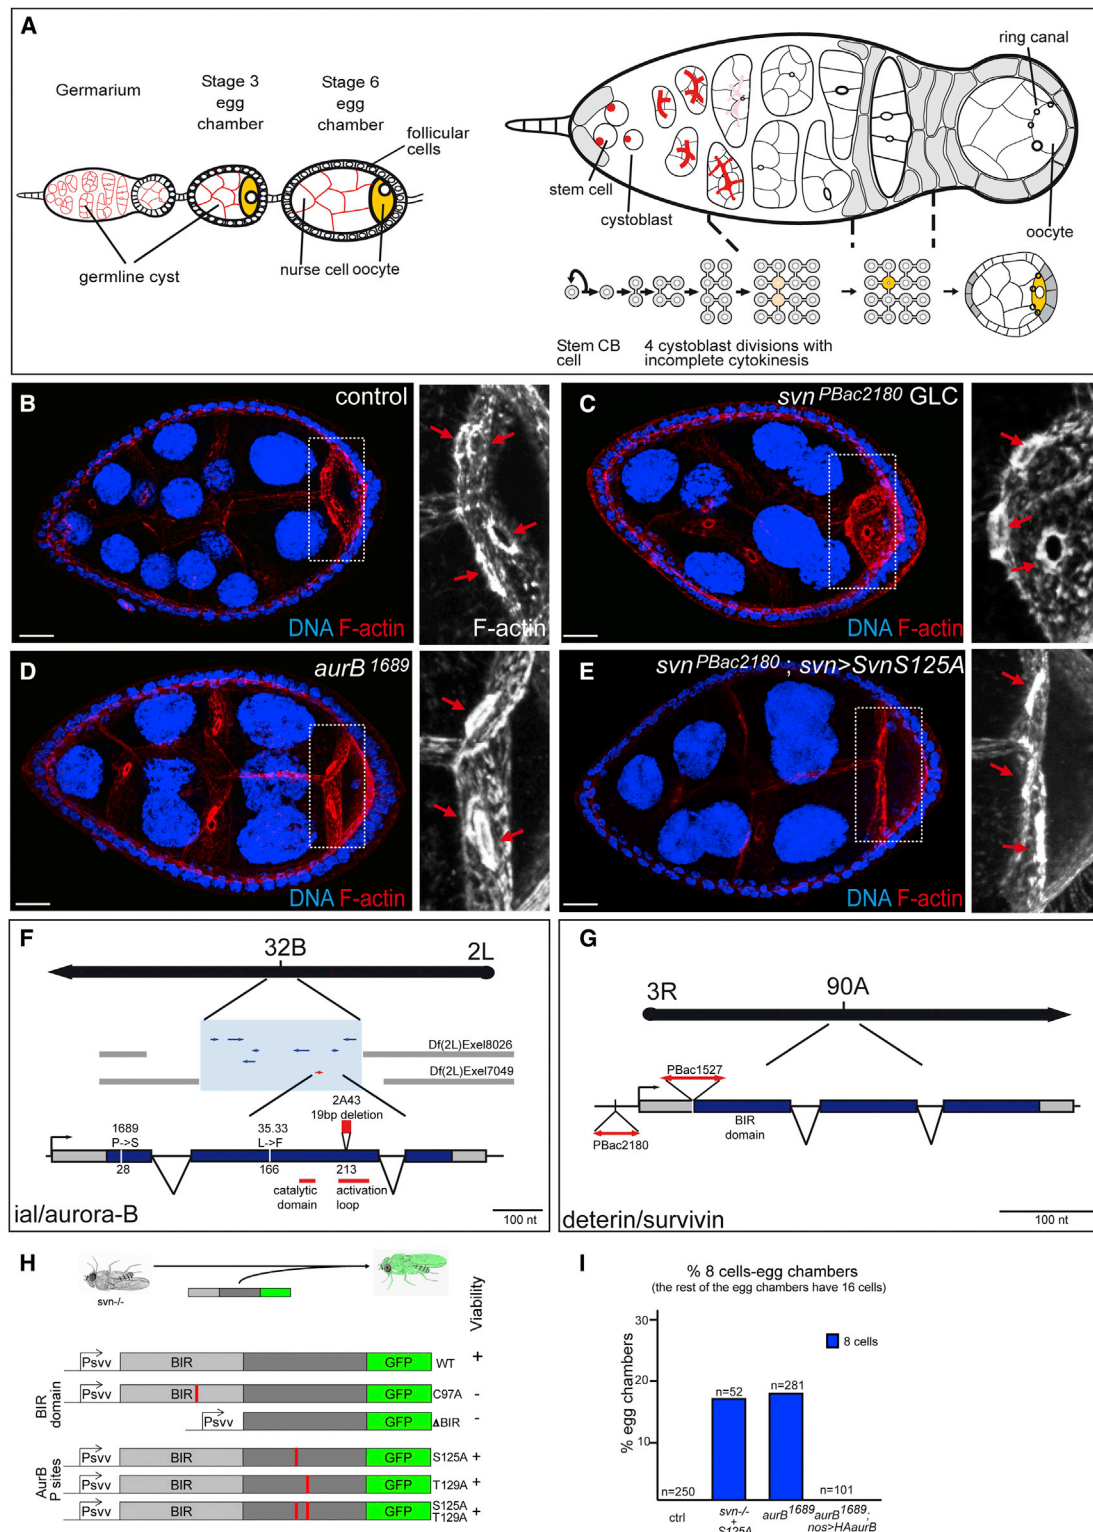 A
Germarium
Stage 3
egg
chamber
Stage 6
egg
chamber
follicular
cells
germline cyst
nurse cell
oocyte
ring canal
stem cell
cystoblast
oocyte
Stem CB
cell
4 cystoblast divisions with
incomplete cytokinesis
B
control
DNA F-actin
F-actin
C
svn PBac2180 GLC
DNA F-actin
D
aurB 1689
DNA F-actin
E
svn PBac2180 ; svn>SvnS125A
DNA F-actin
F
32B
2L
Df(2L)Exel8026
Df(2L)Exel7049
2A43
19bp deletion
1689
P->S
35.33
L->F
28
166
213
catalytic
domain
activation
loop
ial/aurora-B
100 nt
G
3R
90A
PBac1527
BIR
domain
PBac2180
deterin/survivin
100 nt
H
svn-/-
Viability
BIR
domain
Psvv BIR GFP WT +
Psvv BIR GFP C97A -
Psvv GFP ΔBIR -
AurB
P sites
Psvv BIR GFP S125A +
Psvv BIR GFP T129A +
Psvv BIR GFP S125A T129A +
I
% 8 cells-egg chambers
(the rest of the egg chambers have 16 cells)
% egg chambers
30
20
10
8 cells
n=250
n=52
n=281
n=101
ctrl
svn-/-
+
S125A
aurB1689
aurB1689;
nos>HAaurB